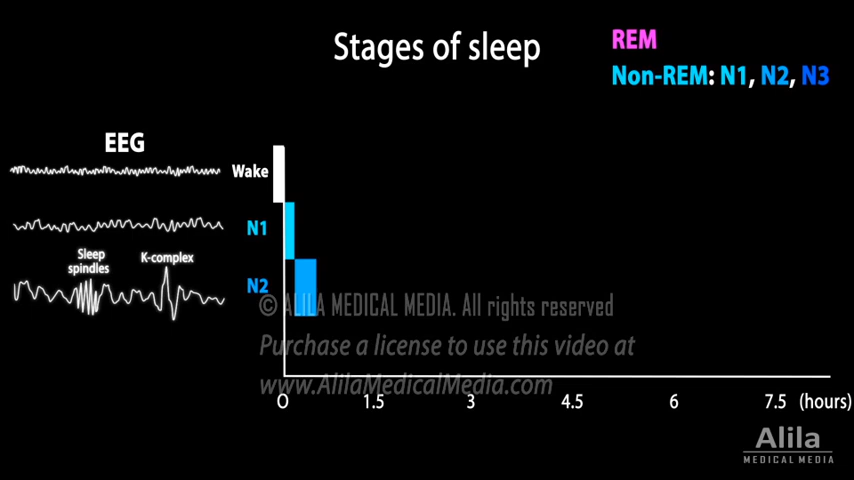 Stages of sleep
REM
Non-REM: N1, N2, N3
EEG
Wake
N1
Sleep
spindles
K-complex
N2
© ALILA MEDICAL MEDIA. All rights reserved
Purchase a license to use this video at
www.AlilaMedicalMedia.com
0 1.5 3 4.5 6 7.5 (hours)
Alila
MEDICAL MEDIA